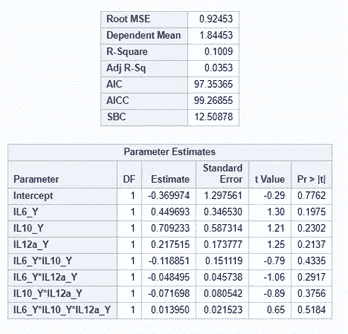 Root MSE 0.92453
Dependent Mean 1.84453
R-Square 0.1009
Adj R-Sq 0.0353
AIC 97.35365
AICC 99.26855
SBC 12.50878
Parameter Estimates
Parameter DF Estimate Standard Error t Value Pr > |t|
Intercept 1 -0.369974 1.297561 -0.29 0.7762
IL6_Y 1 0.449693 0.346530 1.30 0.1975
IL10_Y 1 0.709233 0.587314 1.21 0.2302
IL12a_Y 1 0.217515 0.173777 1.25 0.2137
IL6_Y*IL10_Y 1 -0.118851 0.151119 -0.79 0.4335
IL6_Y*IL12a_Y 1 -0.048495 0.045738 -1.06 0.2917
IL10_Y*IL12a_Y 1 -0.071698 0.080542 -0.89 0.3756
IL6_Y*IL10_Y*IL12a_Y 1 0.013950 0.021523 0.65 0.5184